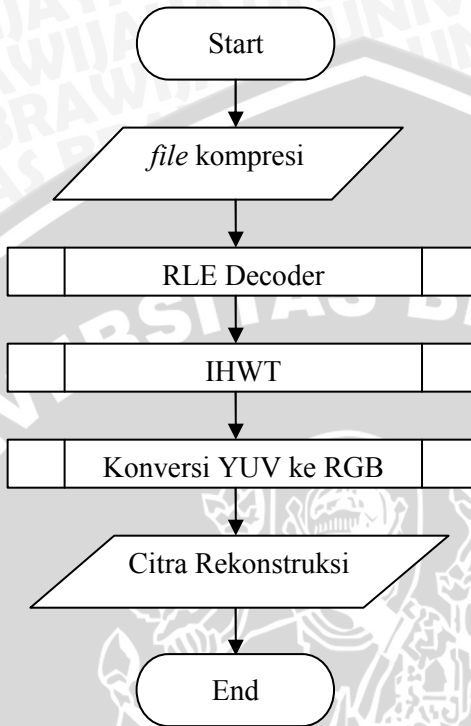 Start
file kompresi
RLE Decoder
IHWT
Konversi YUV ke RGB
Citra Rekonstruksi
End